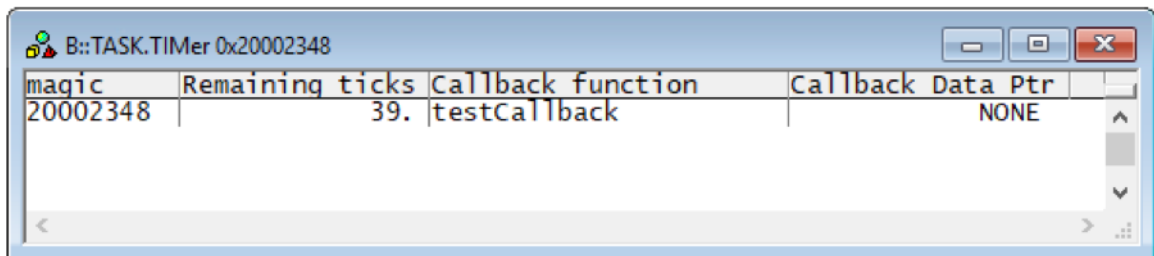 B::TASK.TIMer 0x20002348
magic Remaining ticks Callback function Callback Data Ptr
20002348 39. testCallback NONE